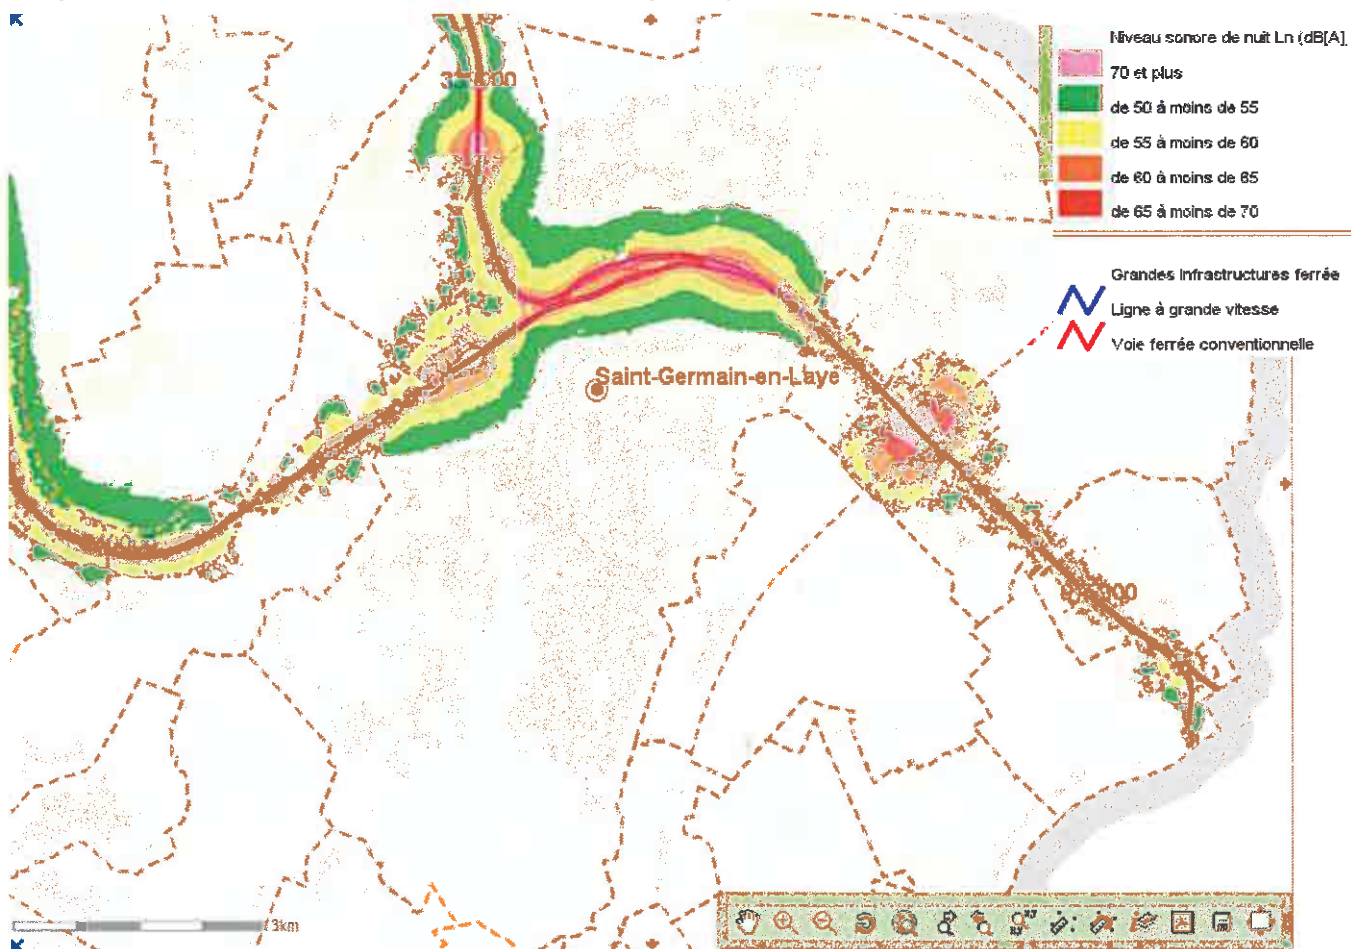 Niveau sonore de nuit Ln (dB[A]
70 et plus
de 50 à moins de 55
de 55 à moins de 60
de 60 à moins de 65
de 65 à moins de 70
Grandes Infrastructures ferrée
Ligne à grande vitesse
Voie ferrée conventionnelle
Saint-Germain-en-Laye
3km